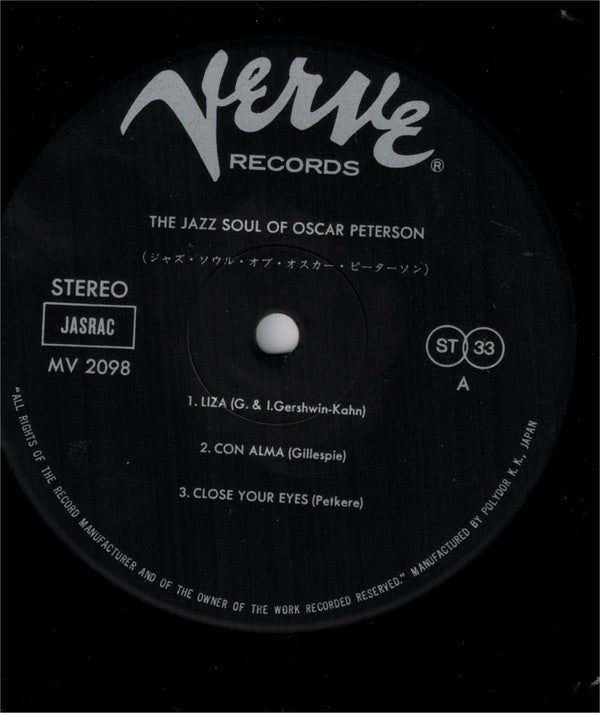 Verve
RECORDS ®
THE JAZZ SOUL OF OSCAR PETERSON
(ジャズ・ソウル・オブ・オスカー・ピーターソン)
STEREO
JASRAC
MV 2098
ST 33
A
1. LIZA (G. & I.Gershwin-Kahn)
2. CON ALMA (Gillespie)
3. CLOSE YOUR EYES (Petkere)
"ALL RIGHTS OF THE RECORD MANUFACTURER AND OF THE OWNER OF THE WORK RECORDED RESERVED." MANUFACTURED BY POLYDOR K. K., JAPAN